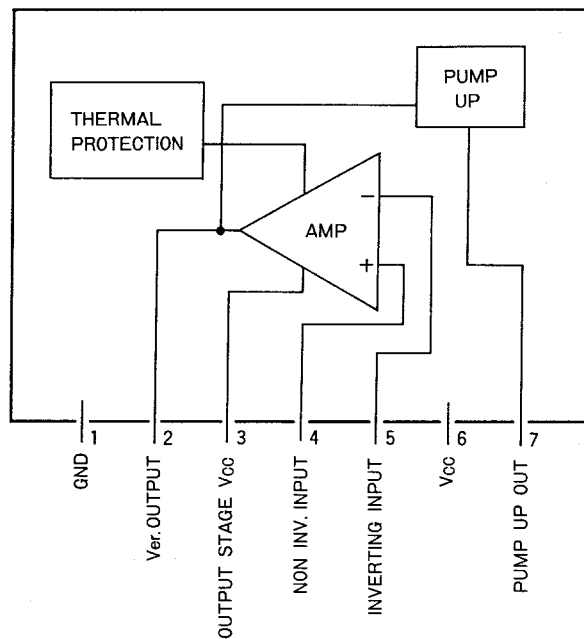 PUMP
UP
THERMAL
PROTECTION
AMP
−
+
1
2
3
4
5
6
7
GND
Ver. OUTPUT
OUTPUT STAGE Vcc
NON INV. INPUT
INVERTING INPUT
Vcc
PUMP UP OUT